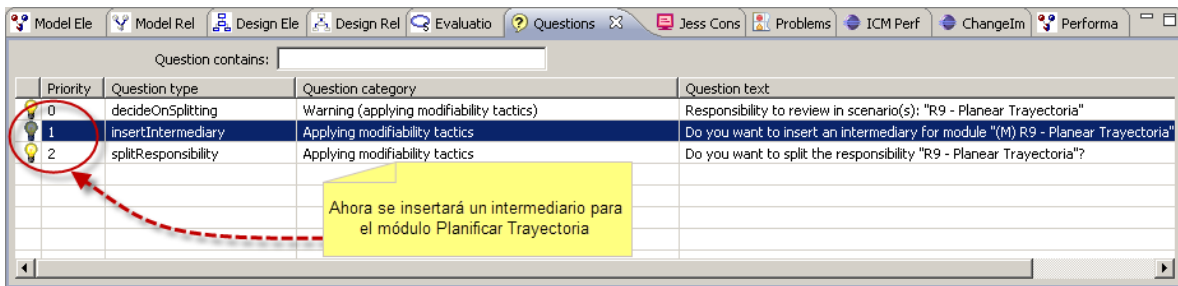 Model Ele Model Rel Design Ele Design Rel Evaluatio Questions Jess Cons Problems ICM Perf ChangeIm Performa
Question contains:
Priority Question type Question category Question text
0 decideOnSplitting Warning (applying modifiability tactics) Responsibility to review in scenario(s): "R9 - Planear Trayectoria"
1 insertIntermediary Applying modifiability tactics Do you want to insert an intermediary for module "(M) R9 - Planear Trayectoria"
2 splitResponsibility Applying modifiability tactics Do you want to split the responsibility "R9 - Planear Trayectoria"?
Ahora se insertará un intermediario para
el módulo Planificar Trayectoria